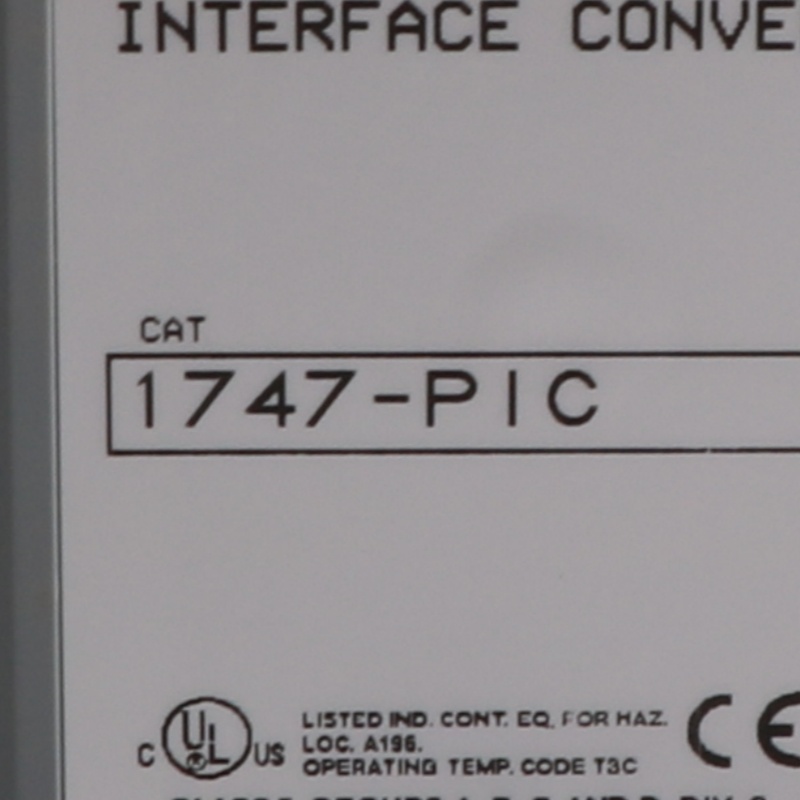 INTERFACE CONVE
CAT
1747-PIC
C UL US
LISTED IND. CONT. EQ. FOR HAZ.
LOC. A196.
OPERATING TEMP. CODE T3C
CE